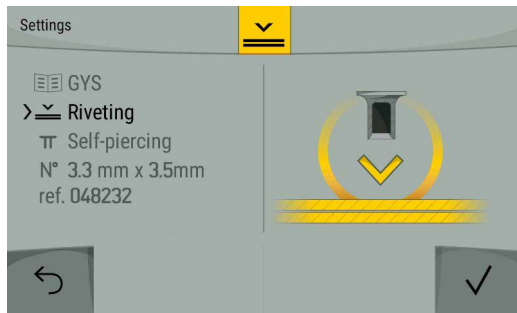 Settings
GYS
Riveting
Self-piercing
N° 3.3 mm x 3.5mm
ref. 048232